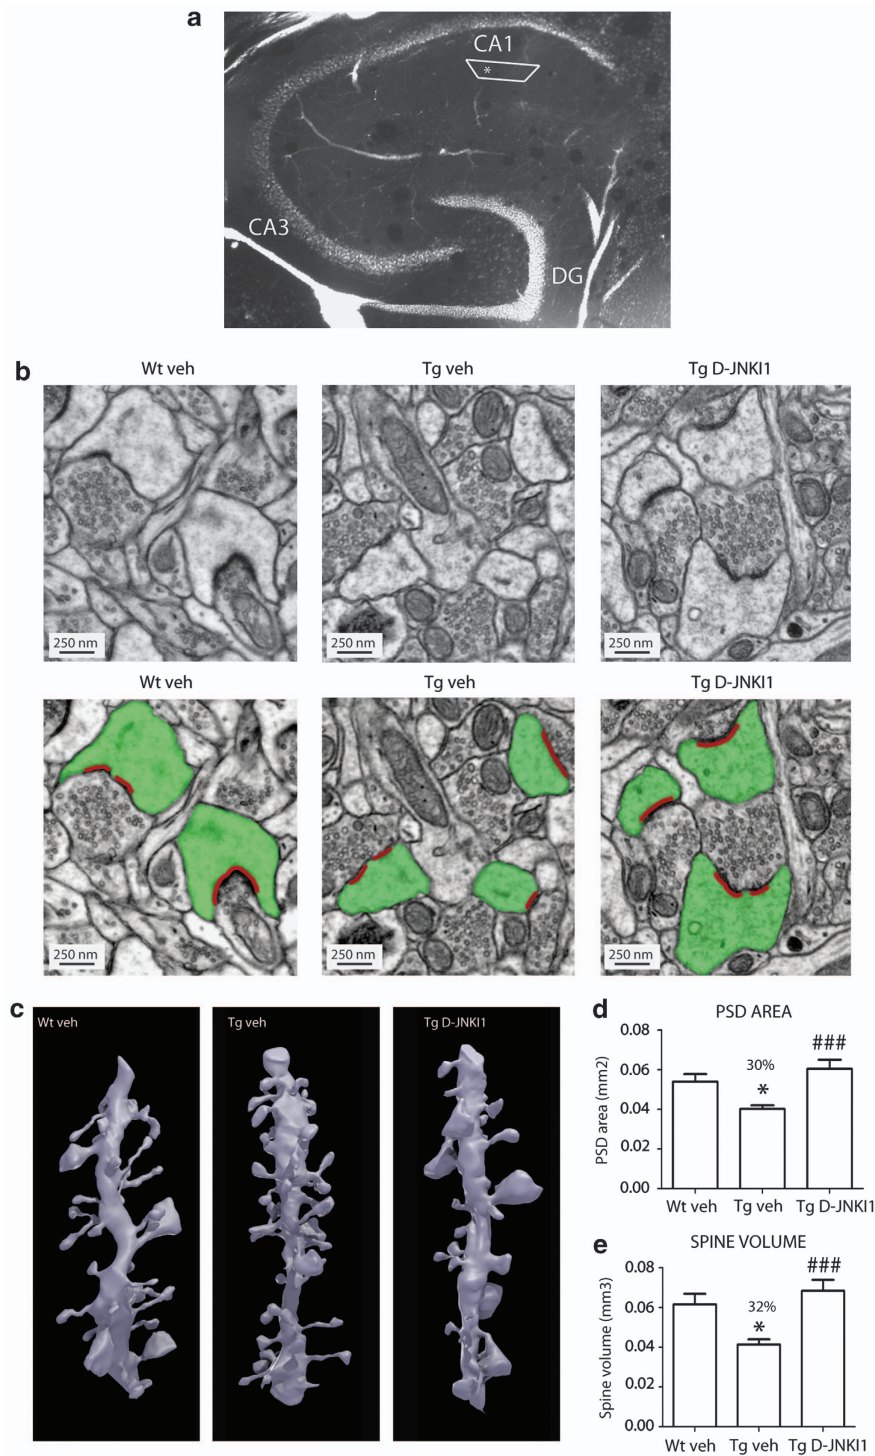 a
CA1
*
CA3
DG
b
Wt veh Tg veh Tg D-JNKI1
250 nm 250 nm 250 nm
Wt veh Tg veh Tg D-JNKI1
250 nm 250 nm 250 nm
c
Wt veh Tg veh Tg D-JNKI1
d
PSD AREA
PSD area (mm2)
0.08
0.06
0.04
0.02
0.00
30%
*
###
Wt veh Tg veh Tg D-JNKI1
e
SPINE VOLUME
Spine volume (mm3)
0.08
0.06
0.04
0.02
0.00
32%
*
###
Wt veh Tg veh Tg D-JNKI1